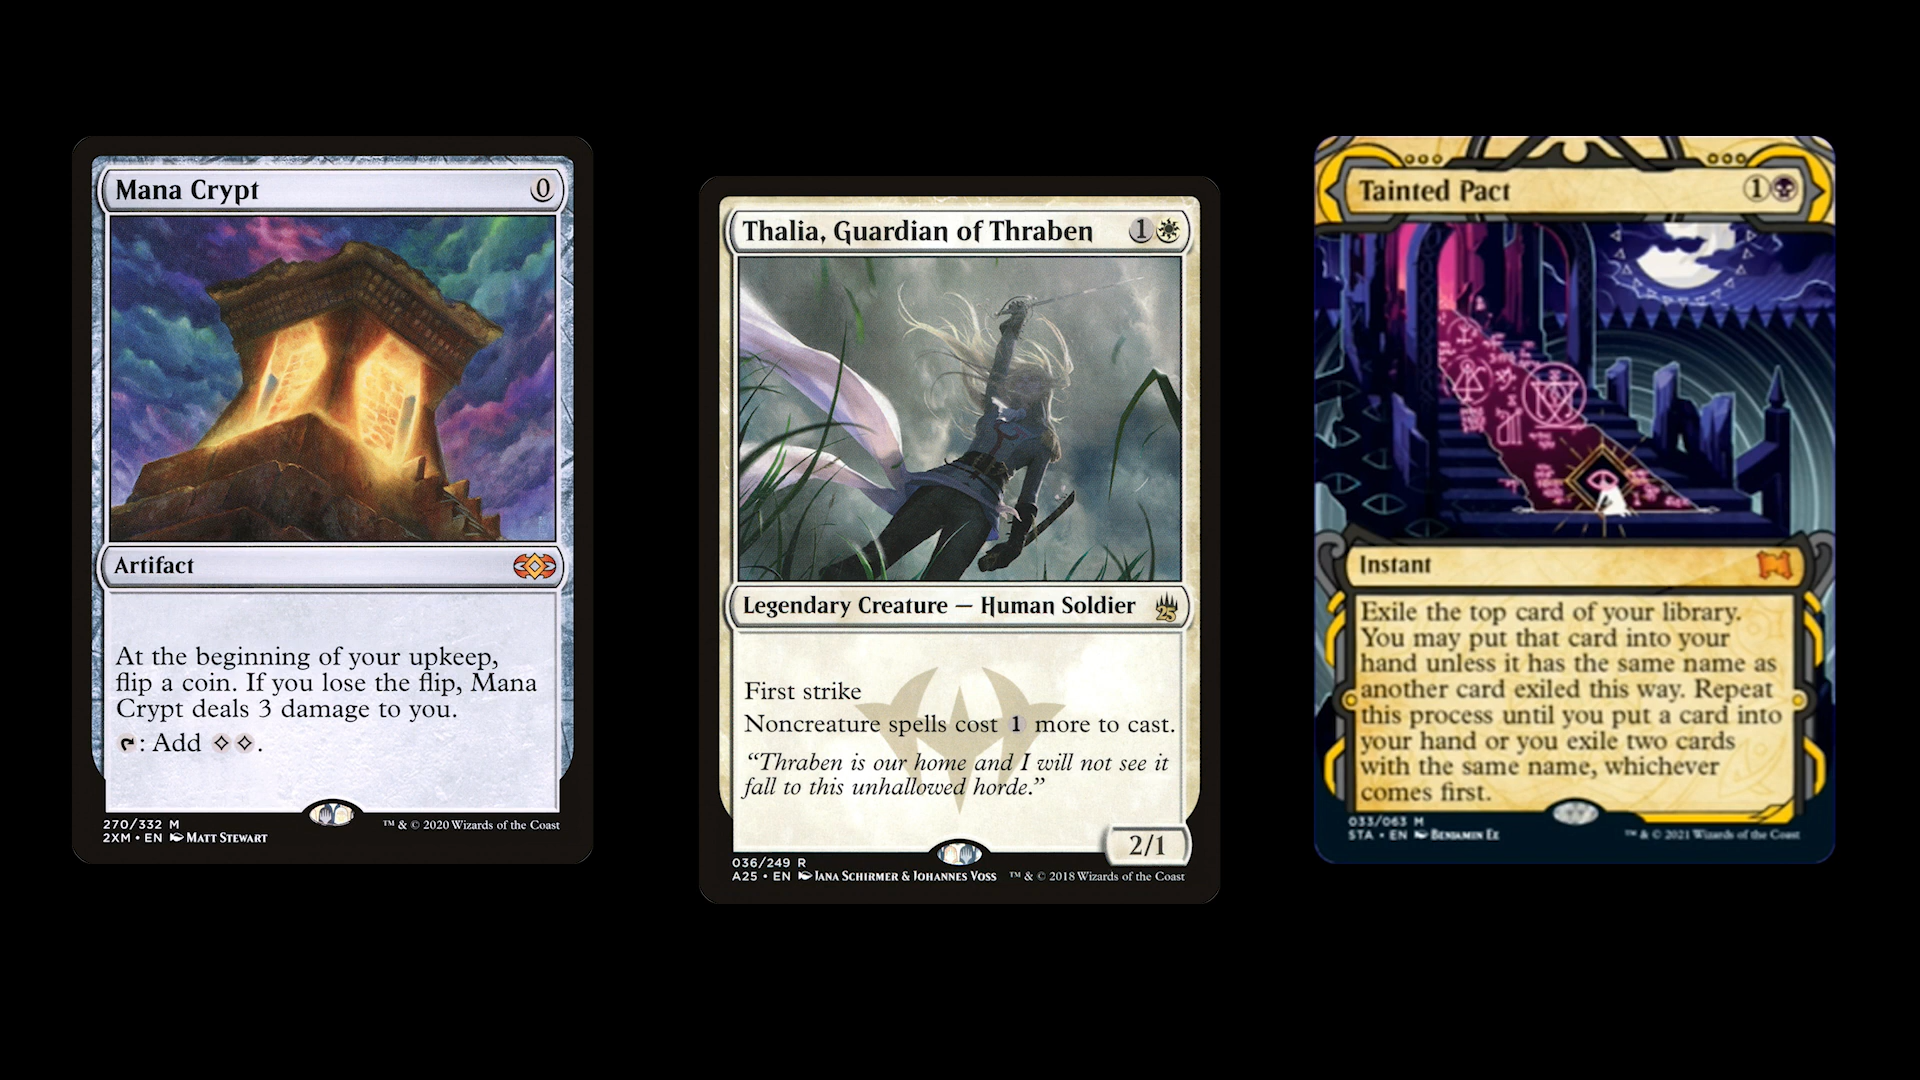 Mana Crypt 0
Artifact
At the beginning of your upkeep,
flip a coin. If you lose the flip, Mana
Crypt deals 3 damage to you.
: Add .
270/332 M
2XM • EN Matt Stewart
™ & © 2020 Wizards of the Coast
Thalia, Guardian of Thraben 1
Legendary Creature — Human Soldier
25
First strike
Noncreature spells cost 1 more to cast.
“Thraben is our home and I will not see it
fall to this unhallowed horde.”
2/1
036/249 R
A25 • EN Jana Schirmer & Johannes Voss
™ & © 2018 Wizards of the Coast
Tainted Pact 1
Instant
Exile the top card of your library.
You may put that card into your
hand unless it has the same name as
another card exiled this way. Repeat
this process until you put a card into
your hand or you exile two cards
with the same name, whichever
comes first.
033/063 M
STA • EN Benjamin Ee
™ & © 2021 Wizards of the Coast